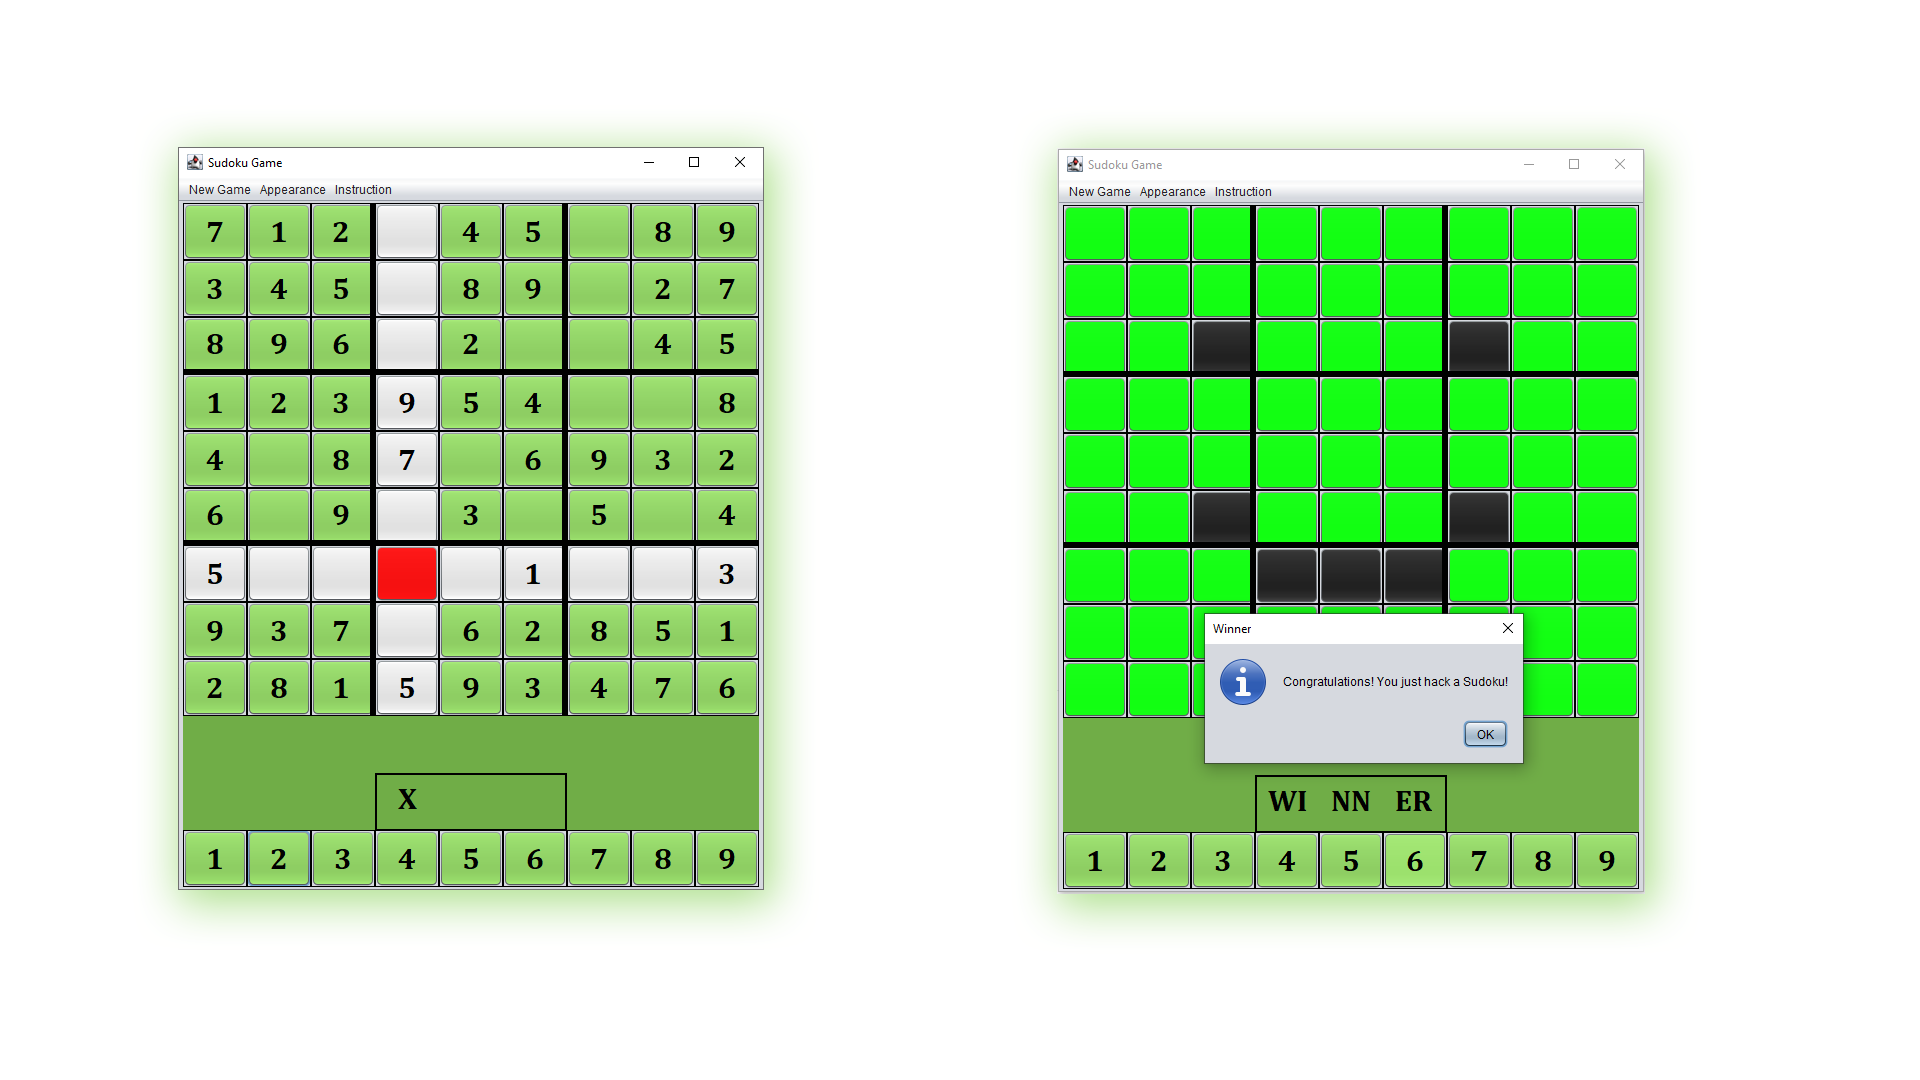 Sudoku Game
New Game Appearance Instruction
7 1 2 4 5 8 9
3 4 5 8 9 2 7
8 9 6 2 4 5
1 2 3 9 5 4 8
4 8 7 6 9 3 2
6 9 3 5 4
5 1 3
9 3 7 6 2 8 5 1
2 8 1 5 9 3 4 7 6
X
1 2 3 4 5 6 7 8 9
Sudoku Game
New Game Appearance Instruction
Winner
Congratulations! You just hack a Sudoku!
OK
WI NN ER
1 2 3 4 5 6 7 8 9